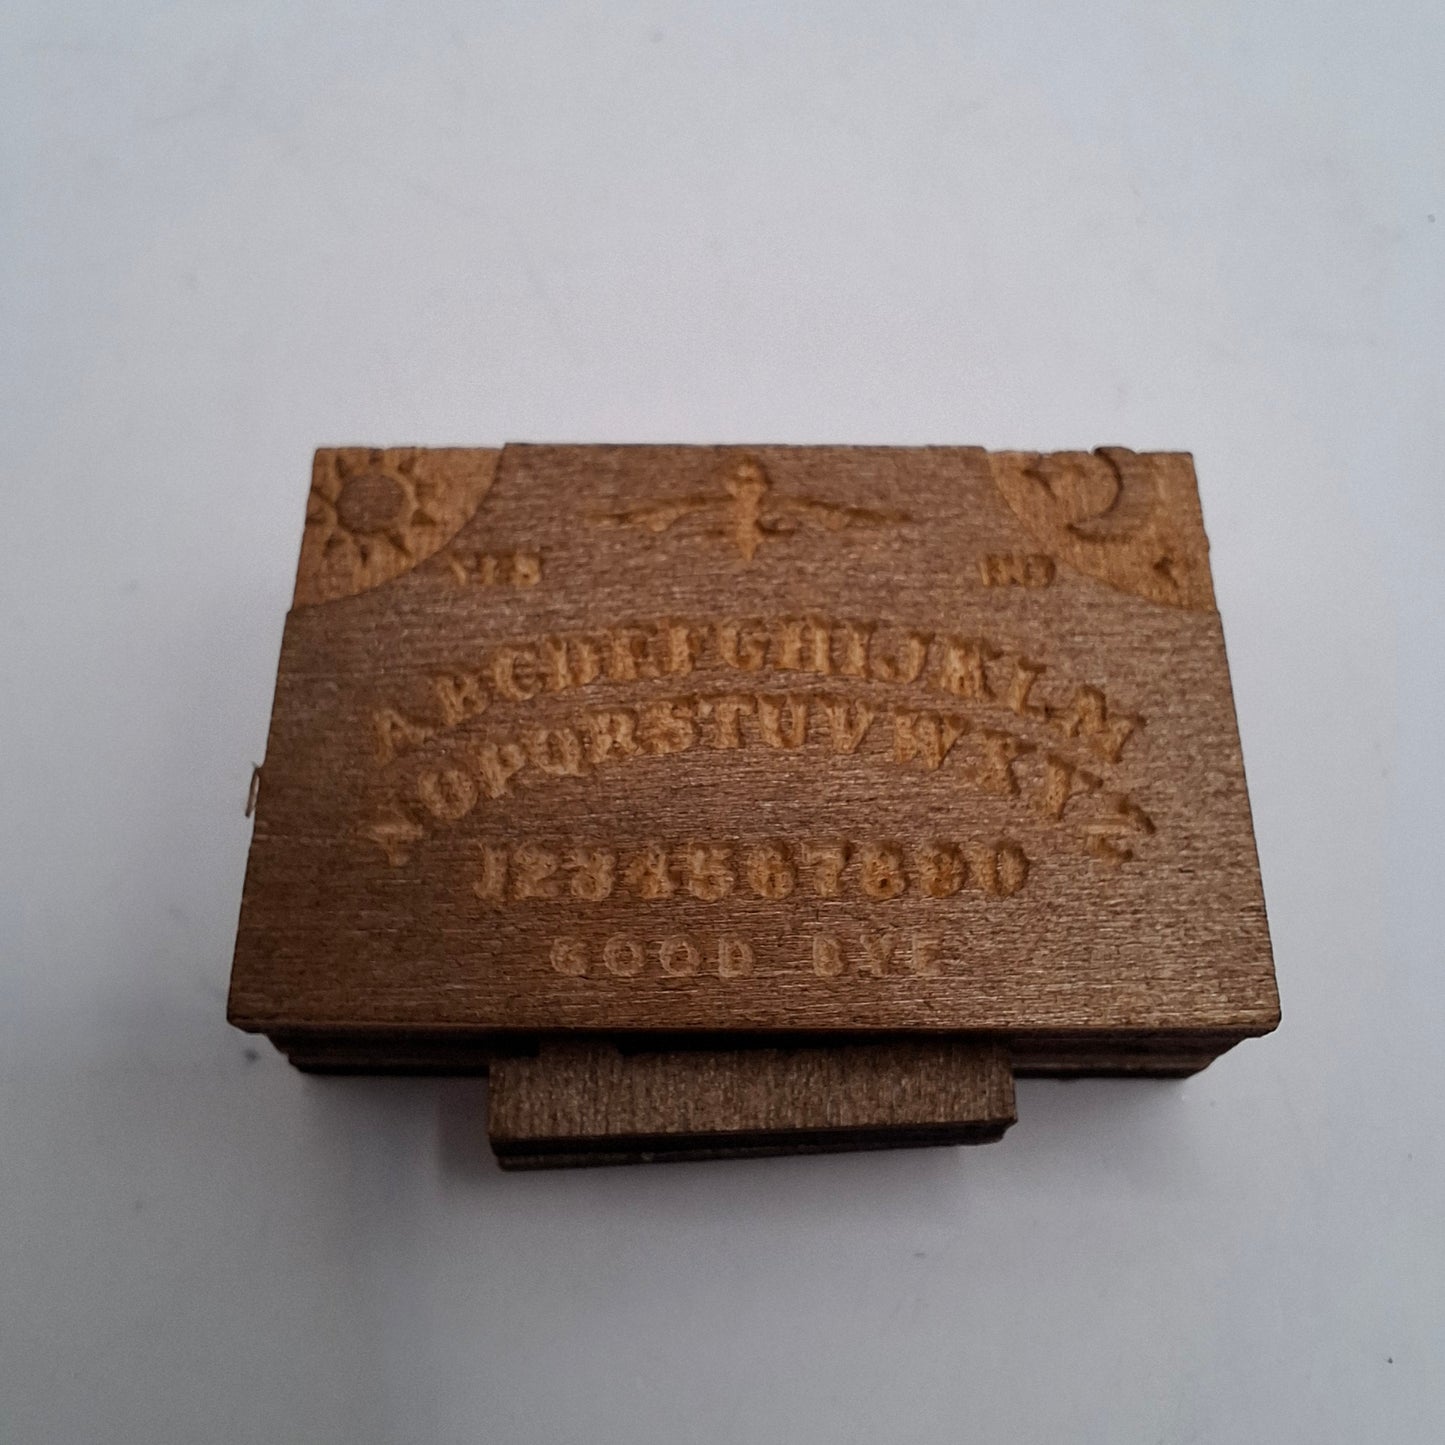 YES NO
ABCDEFGHIJKLM
NOPQRSTUVWXYZ
1234567890
GOOD BYE